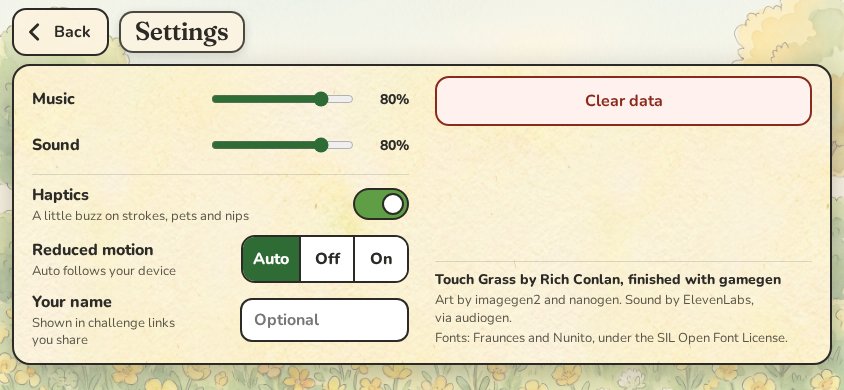 Back
Settings
Music
80%
Sound
80%
Haptics
A little buzz on strokes, pets and nips
Reduced motion
Auto follows your device
Auto
Off
On
Your name
Shown in challenge links
you share
Optional
Clear data
Touch Grass by Rich Conlan, finished with gamegen
Art by imagegen2 and nanogen. Sound by ElevenLabs,
via audiogen.
Fonts: Fraunces and Nunito, under the SIL Open Font License.